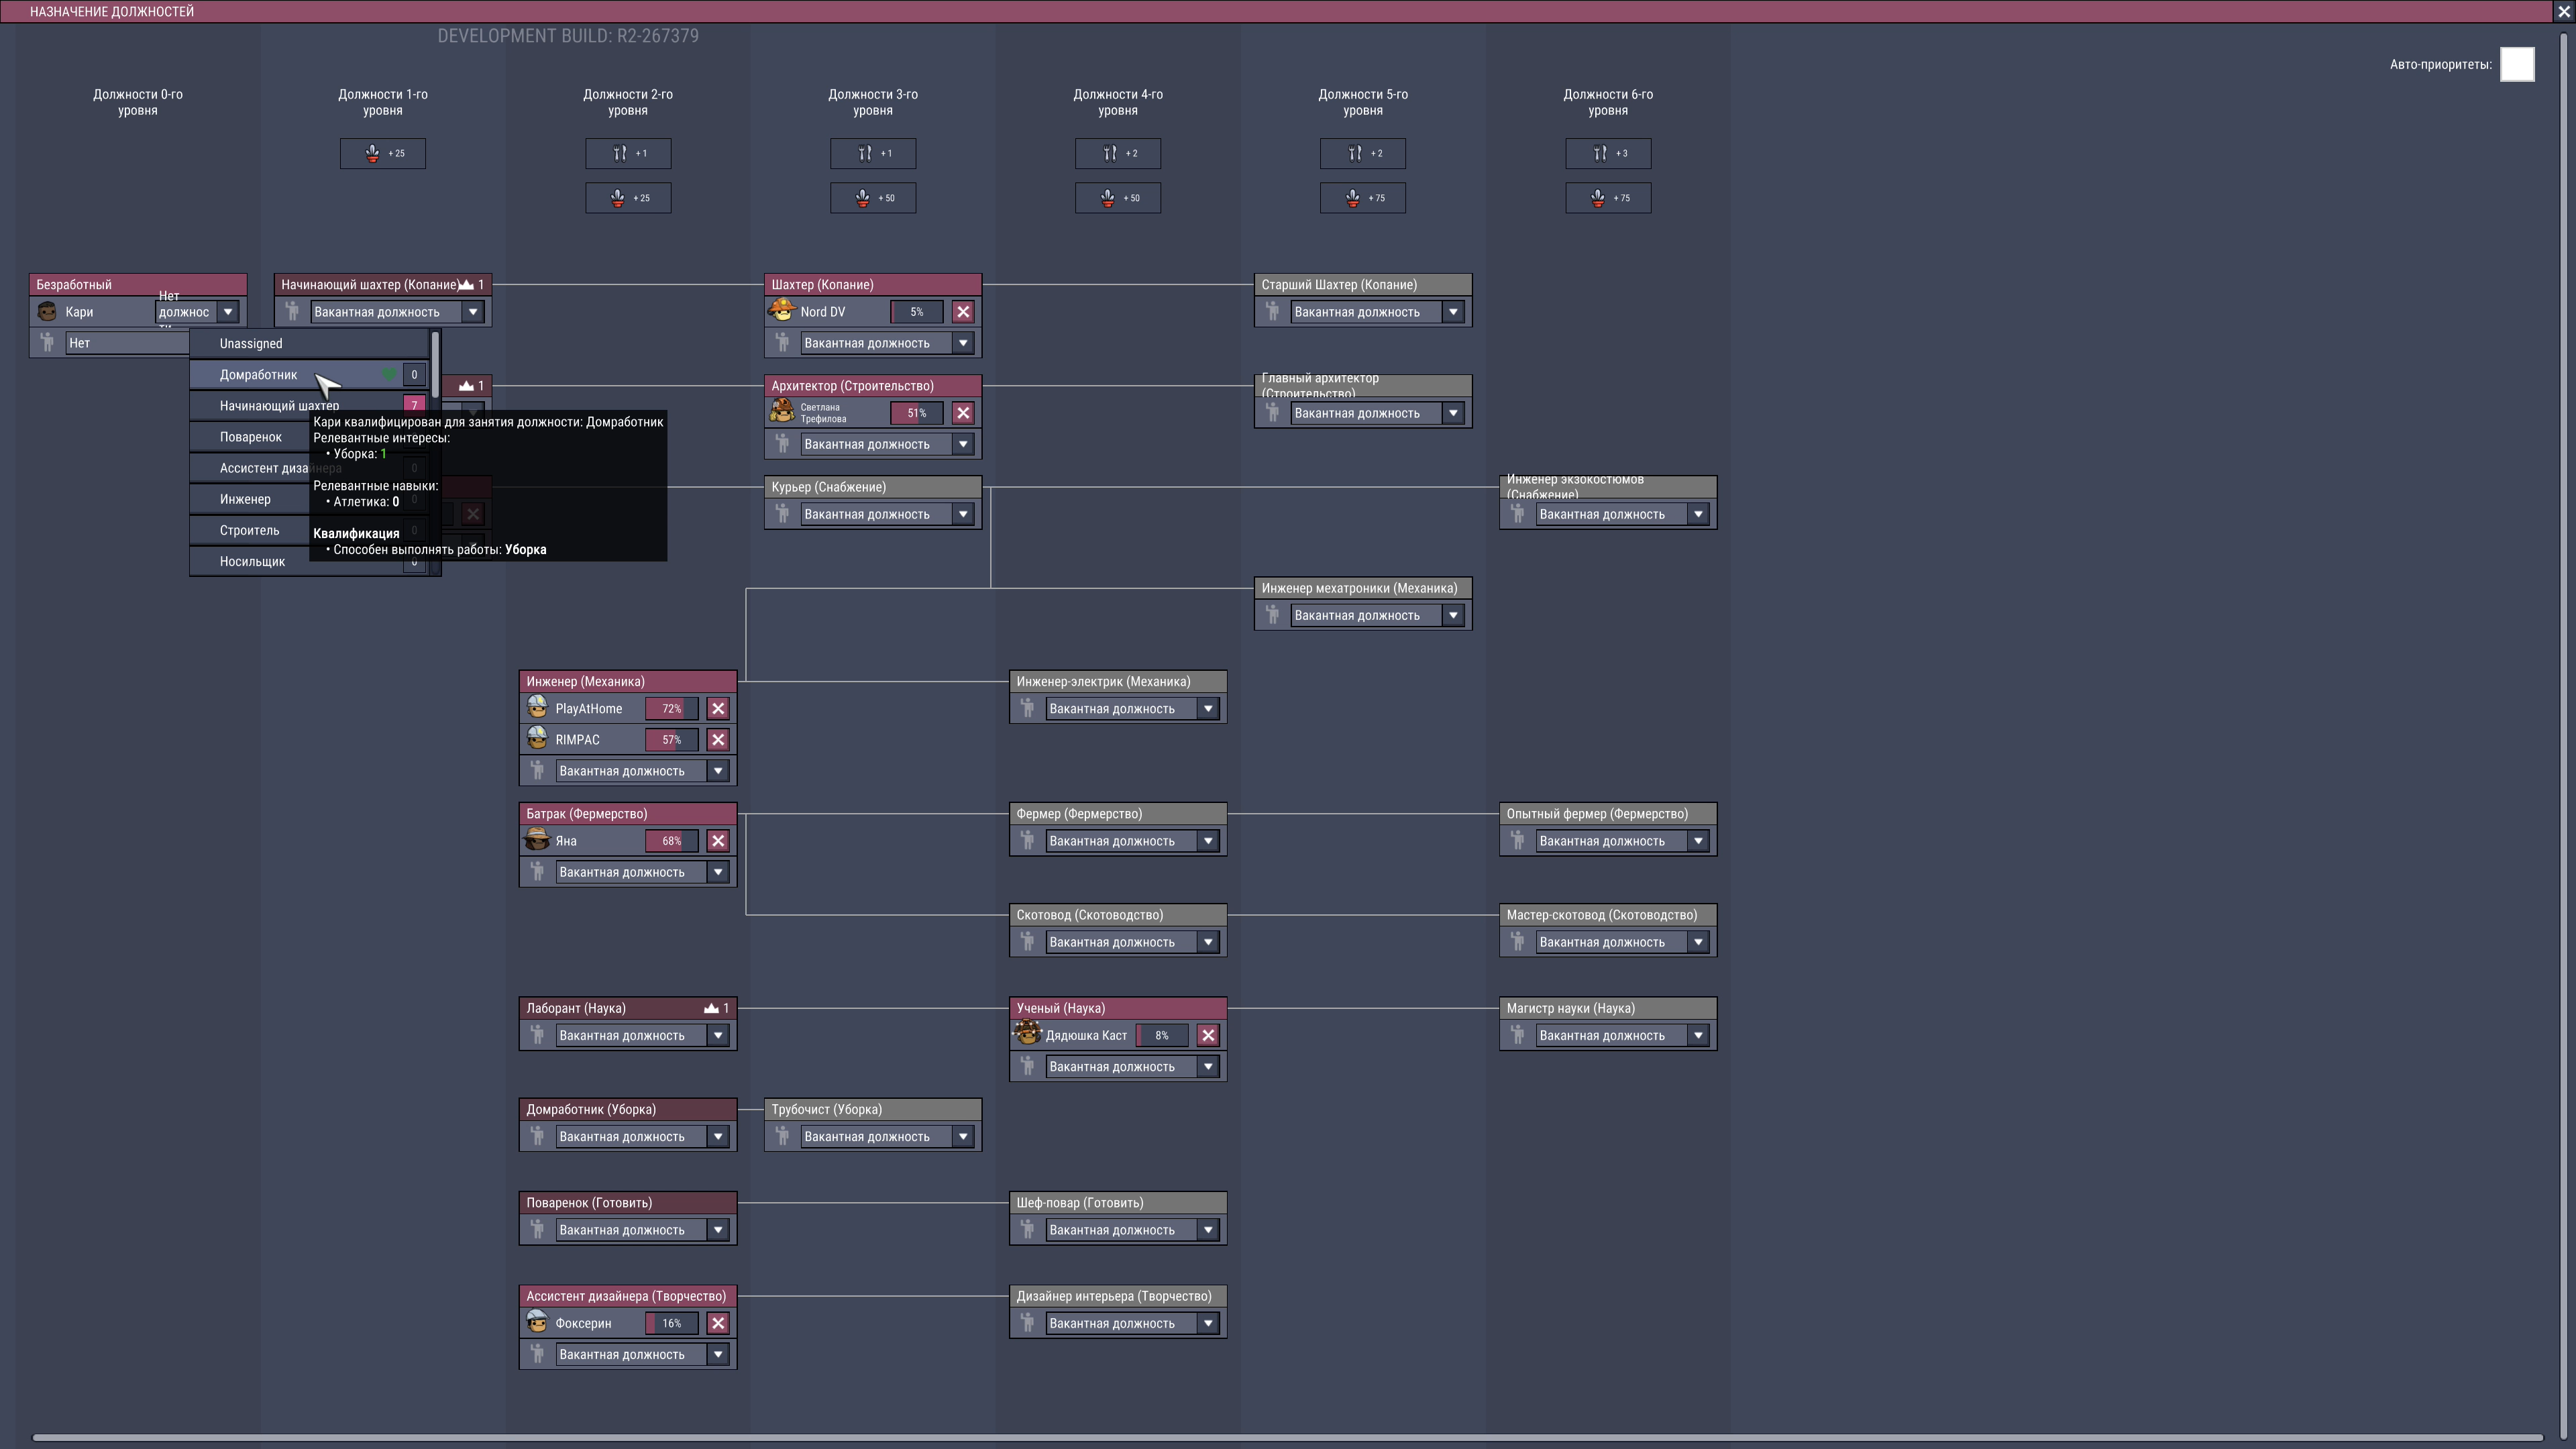 НАЗНАЧЕНИЕ ДОЛЖНОСТЕЙ
DEVELOPMENT BUILD: R2-267379
Авто-приоритеты:
Должности 0-го
уровня
Должности 1-го
уровня
Должности 2-го
уровня
Должности 3-го
уровня
Должности 4-го
уровня
Должности 5-го
уровня
Должности 6-го
уровня
+ 25
+ 1
+ 1
+ 2
+ 2
+ 3
+ 25
+ 50
+ 50
+ 75
+ 75
Безработный
Кари
Нет
должнос
ти
Нет
Начинающий шахтер (Копание)
1
Вакантная должность
Шахтер (Копание)
Nord DV
5%
Вакантная должность
Старший Шахтер (Копание)
Вакантная должность
Unassigned
Домработник
0
Начинающий шахтер
7
Поваренок
Ассистент дизайнера
0
Инженер
0
Строитель
0
Носильщик
0
Кари квалифицирован для занятия должности: Домработник
Релевантные интересы:
• Уборка: 1
Релевантные навыки:
• Атлетика: 0
Квалификация
• Способен выполнять работы: Уборка
1
Архитектор (Строительство)
Светлана
Трефилова
51%
Вакантная должность
Главный архитектор
(Строительство)
Вакантная должность
Курьер (Снабжение)
Вакантная должность
Инженер экзокостюмов
(Снабжение)
Вакантная должность
Инженер мехатроники (Механика)
Вакантная должность
Инженер (Механика)
PlayAtHome
72%
RIMPAC
57%
Вакантная должность
Инженер-электрик (Механика)
Вакантная должность
Батрак (Фермерство)
Яна
68%
Вакантная должность
Фермер (Фермерство)
Вакантная должность
Опытный фермер (Фермерство)
Вакантная должность
Скотовод (Скотоводство)
Вакантная должность
Мастер-скотовод (Скотоводство)
Вакантная должность
Лаборант (Наука)
1
Вакантная должность
Ученый (Наука)
Дядюшка Каст
8%
Вакантная должность
Магистр науки (Наука)
Вакантная должность
Домработник (Уборка)
Вакантная должность
Трубочист (Уборка)
Вакантная должность
Поваренок (Готовить)
Вакантная должность
Шеф-повар (Готовить)
Вакантная должность
Ассистент дизайнера (Творчество)
Фоксерин
16%
Вакантная должность
Дизайнер интерьера (Творчество)
Вакантная должность